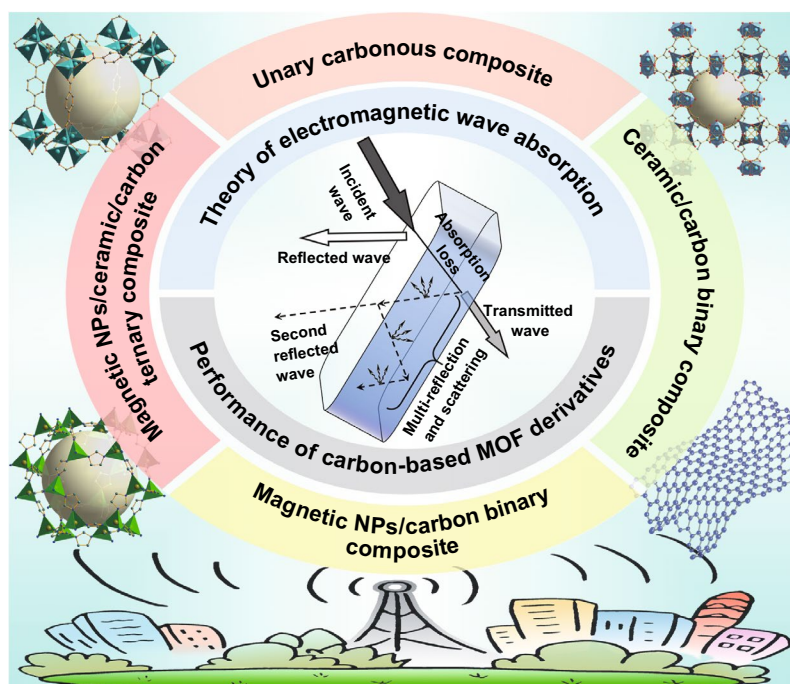 Unary carbonous composite
Theory of electromagnetic wave absorption
Ceramic/carbon binary composite
Magnetic NPs/ceramic/carbon
ternary composite
Incident
wave
Absorption
loss
Reflected wave
Transmitted
wave
Second
reflected
wave
Multi-reflection
and scattering
Performance of carbon-based MOF derivatives
Magnetic NPs/carbon binary
composite